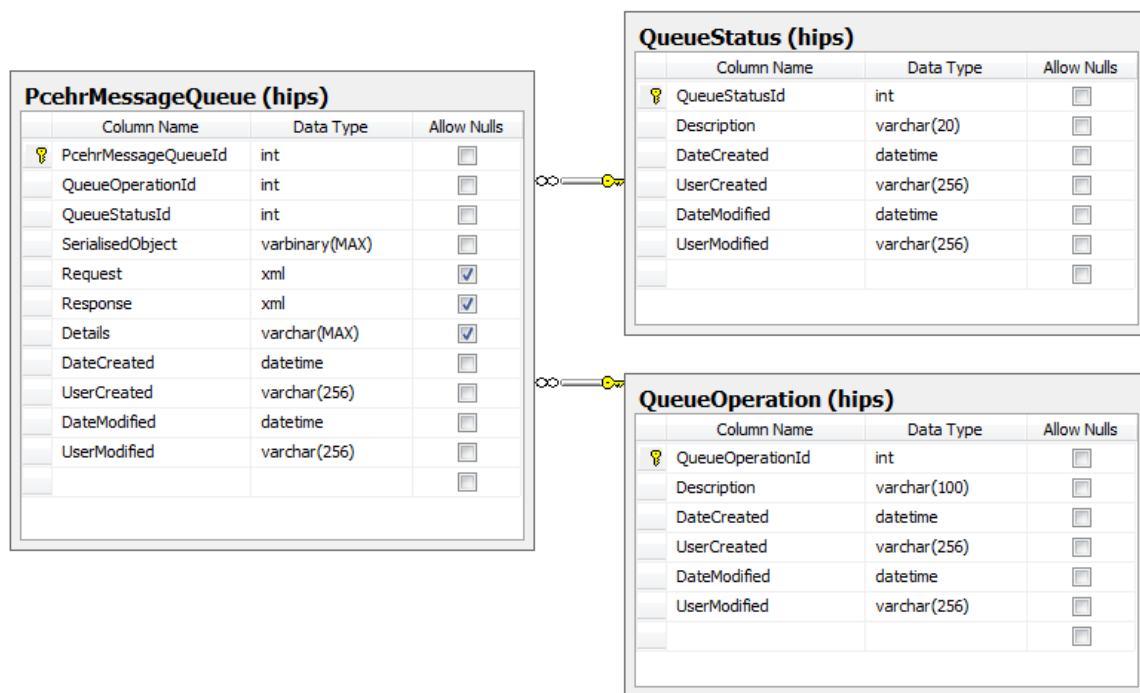 PcehrMessageQueue (hips)
Column Name Data Type Allow Nulls
PcehrMessageQueueId int
QueueOperationId int
QueueStatusId int
SerialisedObject varbinary(MAX)
Request xml
Response xml
Details varchar(MAX)
DateCreated datetime
UserCreated varchar(256)
DateModified datetime
UserModified varchar(256)
QueueStatus (hips)
Column Name Data Type Allow Nulls
QueueStatusId int
Description varchar(20)
DateCreated datetime
UserCreated varchar(256)
DateModified datetime
UserModified varchar(256)
QueueOperation (hips)
Column Name Data Type Allow Nulls
QueueOperationId int
Description varchar(100)
DateCreated datetime
UserCreated varchar(256)
DateModified datetime
UserModified varchar(256)